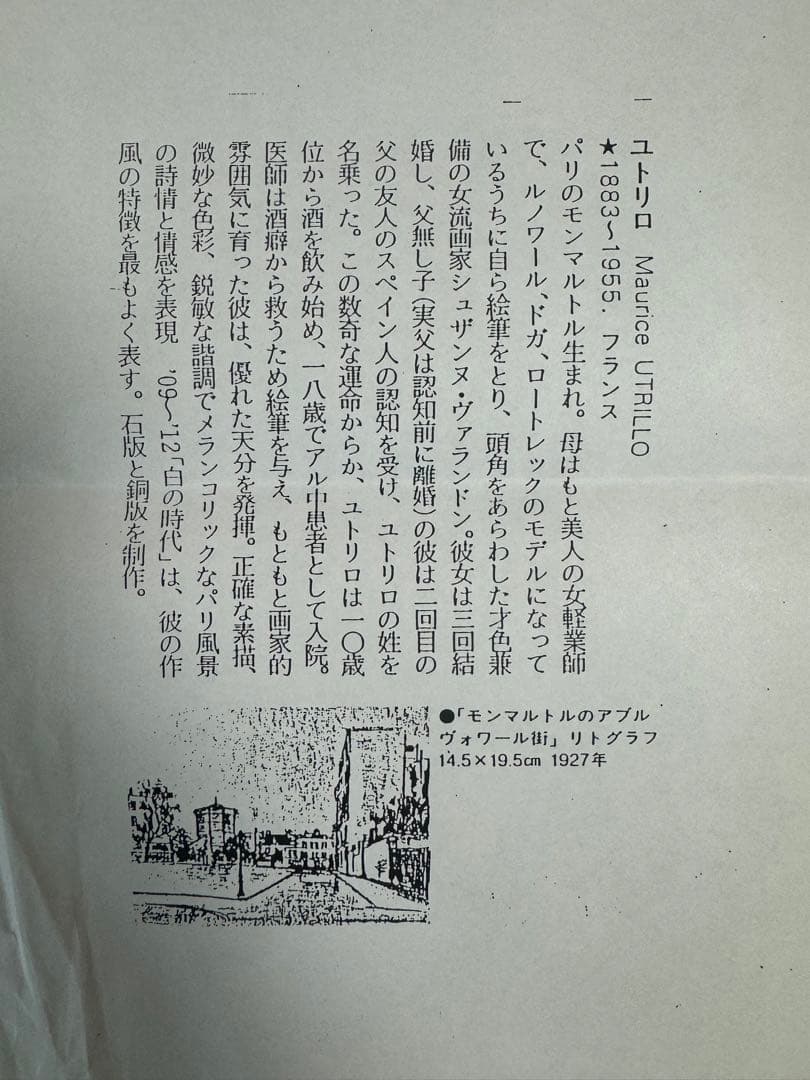 ユトリロ Maurice UTRILLO
★1883〜1955. フランス
パリのモンマルトル生まれ。母はもと美人の女軽業師
で、ルノワール、ドガ、ロートレックのモデルになって
いるうちに自ら絵筆をとり、頭角をあらわした才色兼
備の女流画家シュザンヌ・ヴァランドン。彼女は三回結
婚し、父無し子(実父は認知前に離婚)の彼は二回目の
父の友人のスペイン人の認知を受け、ユトリロの姓を
名乗った。この数奇な運命からか、ユトリロは一〇歳
位から酒を飲み始め、一八歳でアル中患者として入院。
医師は酒癖から救うため絵筆を与え、もともと画家的
雰囲気に育った彼は、優れた天分を発揮。正確な素描、
微妙な色彩、鋭敏な諧調でメランコリックなパリ風景
の詩情と情感を表現 '09〜'12「白の時代」は、彼の作
風の特徴を最もよく表す。石版と銅版を制作。
●「モンマルトルのアブル
ヴォワール街」リトグラフ
14.5×19.5㎝ 1927年